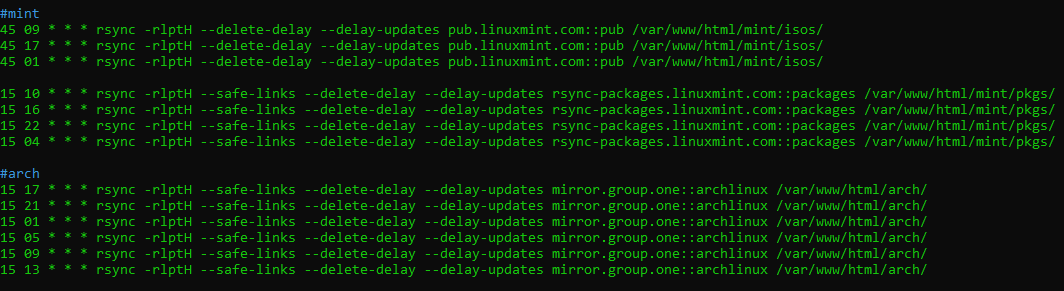 #mint
45 09 * * * rsync -rlptH --delete-delay --delay-updates pub.linuxmint.com::pub /var/www/html/mint/isos/
45 17 * * * rsync -rlptH --delete-delay --delay-updates pub.linuxmint.com::pub /var/www/html/mint/isos/
45 01 * * * rsync -rlptH --delete-delay --delay-updates pub.linuxmint.com::pub /var/www/html/mint/isos/
15 10 * * * rsync -rlptH --safe-links --delete-delay --delay-updates rsync-packages.linuxmint.com::packages /var/www/html/mint/pkgs/
15 16 * * * rsync -rlptH --safe-links --delete-delay --delay-updates rsync-packages.linuxmint.com::packages /var/www/html/mint/pkgs/
15 22 * * * rsync -rlptH --safe-links --delete-delay --delay-updates rsync-packages.linuxmint.com::packages /var/www/html/mint/pkgs/
15 04 * * * rsync -rlptH --safe-links --delete-delay --delay-updates rsync-packages.linuxmint.com::packages /var/www/html/mint/pkgs/
#arch
15 17 * * * rsync -rlptH --safe-links --delete-delay --delay-updates mirror.group.one::archlinux /var/www/html/arch/
15 21 * * * rsync -rlptH --safe-links --delete-delay --delay-updates mirror.group.one::archlinux /var/www/html/arch/
15 01 * * * rsync -rlptH --safe-links --delete-delay --delay-updates mirror.group.one::archlinux /var/www/html/arch/
15 05 * * * rsync -rlptH --safe-links --delete-delay --delay-updates mirror.group.one::archlinux /var/www/html/arch/
15 09 * * * rsync -rlptH --safe-links --delete-delay --delay-updates mirror.group.one::archlinux /var/www/html/arch/
15 13 * * * rsync -rlptH --safe-links --delete-delay --delay-updates mirror.group.one::archlinux /var/www/html/arch/